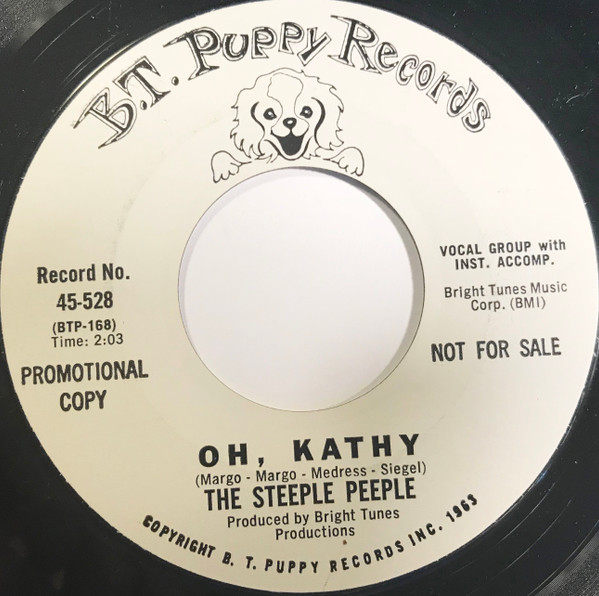 B.T. PUPPY RECORDS
Record No.
45-528
(BTP-168)
Time: 2:03
PROMOTIONAL
COPY
VOCAL GROUP with
INST. ACCOMP.
Bright Tunes Music
Corp. (BMI)
NOT FOR SALE
OH, KATHY
(Margo - Margo - Medress - Siegel)
THE STEEPLE PEEPLE
Produced by Bright Tunes
Productions
COPYRIGHT B. T. PUPPY RECORDS INC. 1963